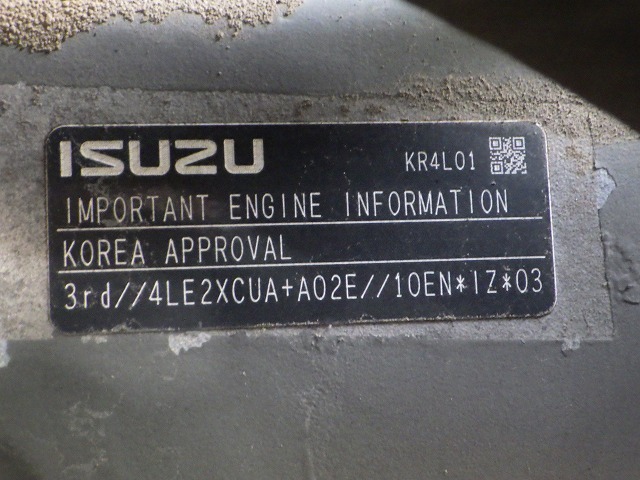 ISUZU KR4L01
IMPORTANT ENGINE INFORMATION
KOREA APPROVAL
3rd//4LE2XCUA+A02E//10EN*IZ*03